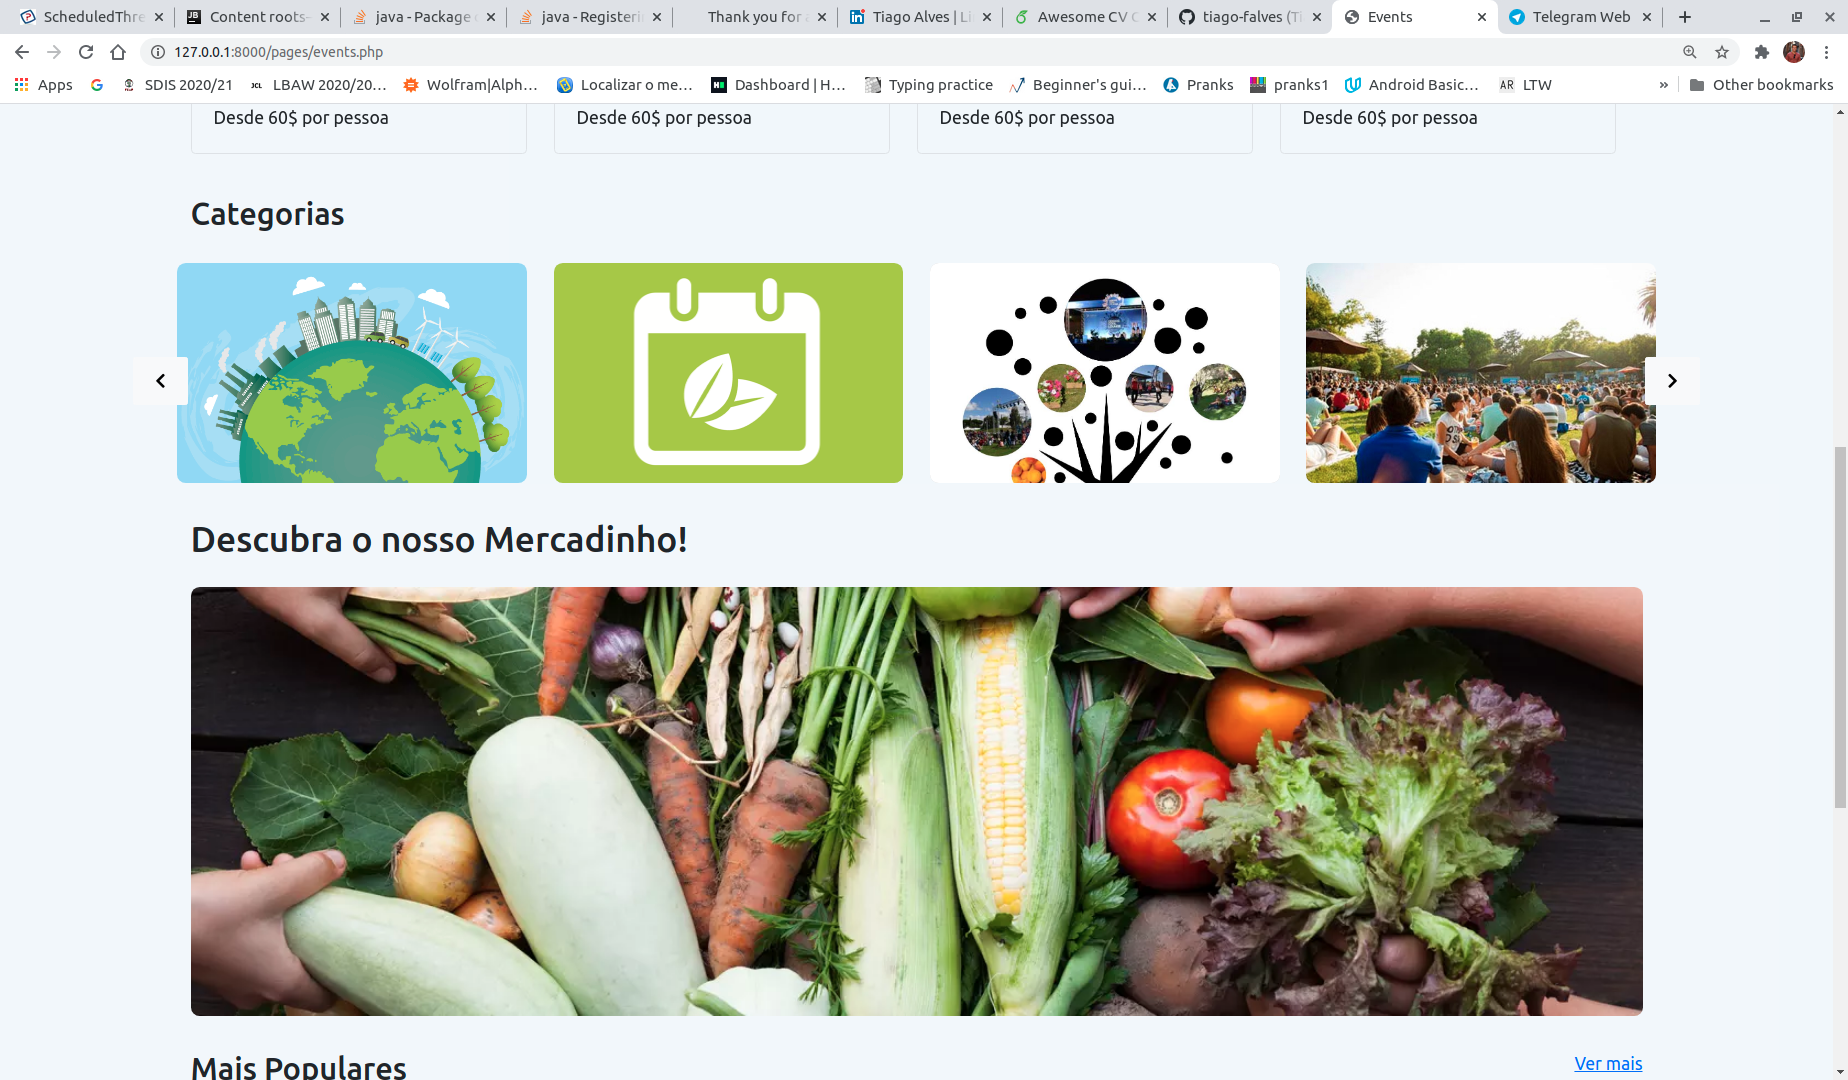 ScheduledThre
Content roots-
java - Package
java - Registeri
Thank you for
Tiago Alves | Li
Awesome CV
tiago-falves (Ti
Events
Telegram Web
127.0.0.1:8000/pages/events.php
Apps
SDIS 2020/21
JCL LBAW 2020/20...
Wolfram|Alph...
Localizar o me...
Dashboard | H...
Typing practice
Beginner's gui...
Pranks
pranks1
Android Basic...
AR LTW
»
Other bookmarks
Desde 60$ por pessoa
Desde 60$ por pessoa
Desde 60$ por pessoa
Desde 60$ por pessoa
Categorias
Descubra o nosso Mercadinho!
Mais Populares
Ver mais